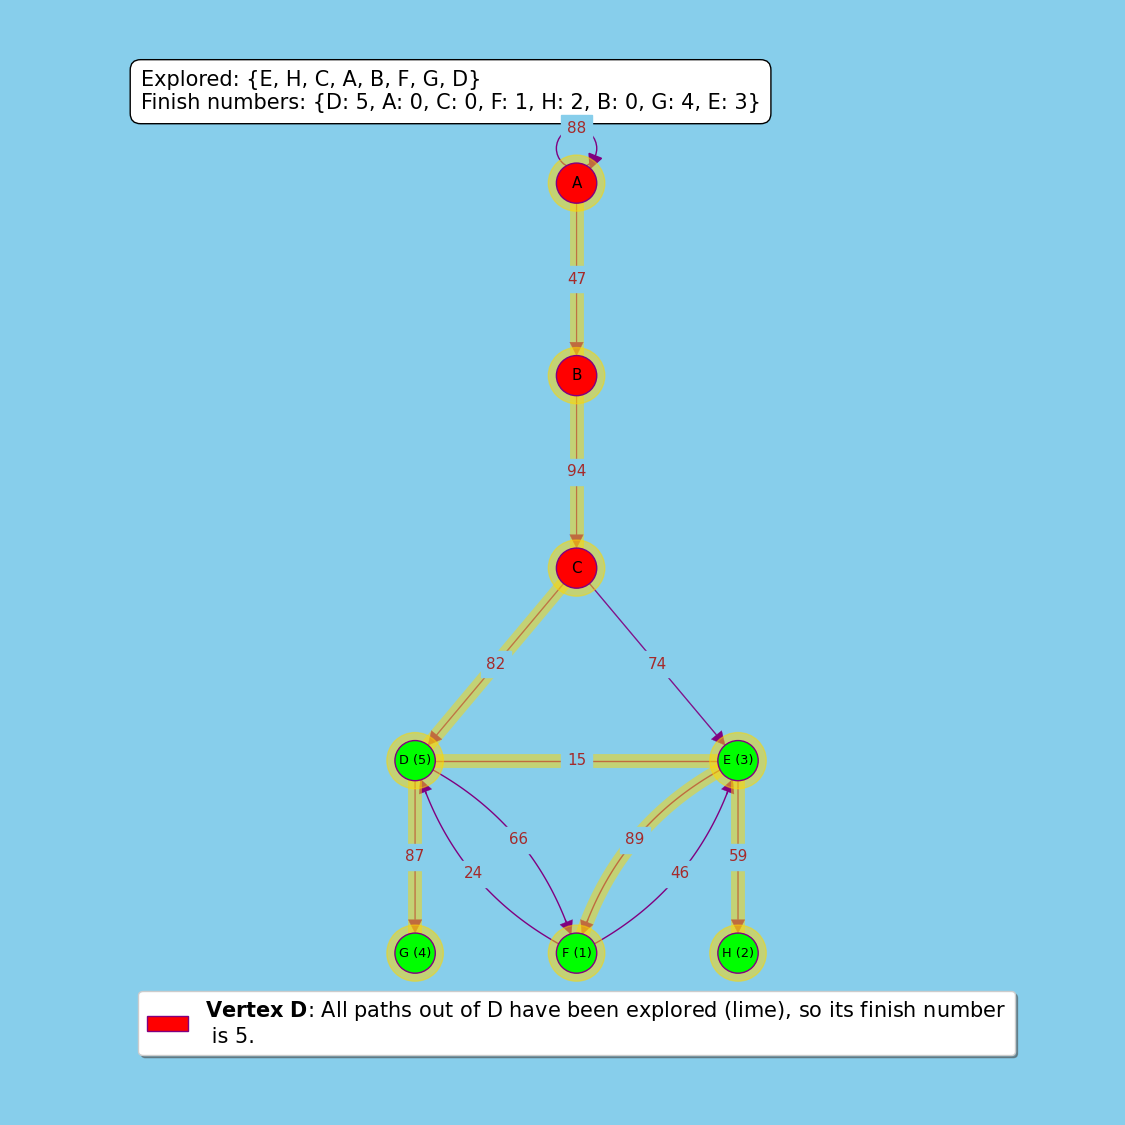 Explored: {E, H, C, A, B, F, G, D}
Finish numbers: {D: 5, A: 0, C: 0, F: 1, H: 2, B: 0, G: 4, E: 3}
88
A
47
B
94
C
82
74
D (5)
15
E (3)
66
89
87
59
24
46
G (4)
F (1)
H (2)
Vertex D: All paths out of D have been explored (lime), so its finish number
is 5.